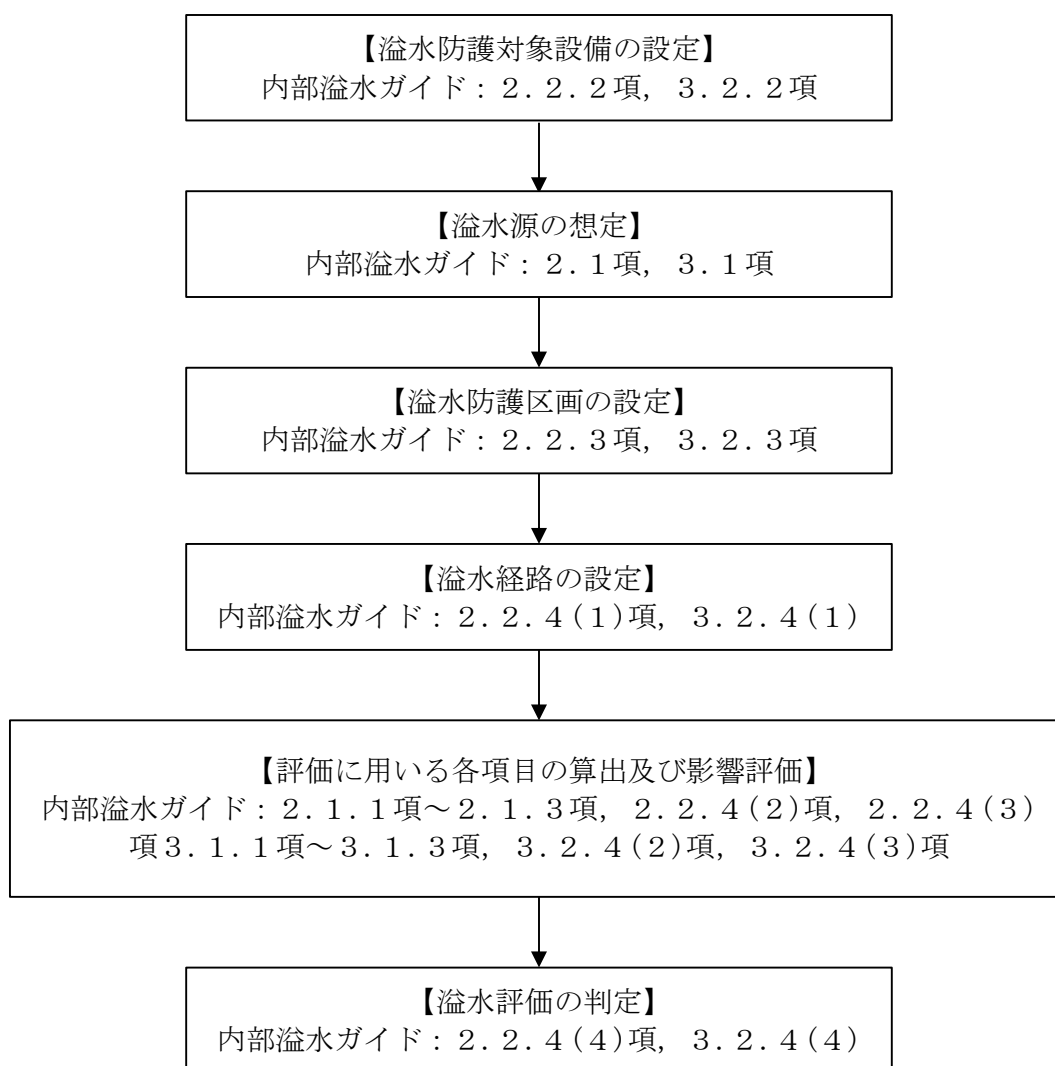 【溢水防護対象設備の設定】
内部溢水ガイド：２．２．２項，３．２．２項
【溢水源の想定】
内部溢水ガイド：２．１項，３．１項
【溢水防護区画の設定】
内部溢水ガイド：２．２．３項，３．２．３項
【溢水経路の設定】
内部溢水ガイド：２．２．４(１)項，３．２．４(１)
【評価に用いる各項目の算出及び影響評価】
内部溢水ガイド：２．１．１項～２．１．３項，２．２．４(２)項，２．２．４(３)
項３．１．１項～３．１．３項，３．２．４(２)項，３．２．４(３)項
【溢水評価の判定】
内部溢水ガイド：２．２．４(４)項，３．２．４(４)